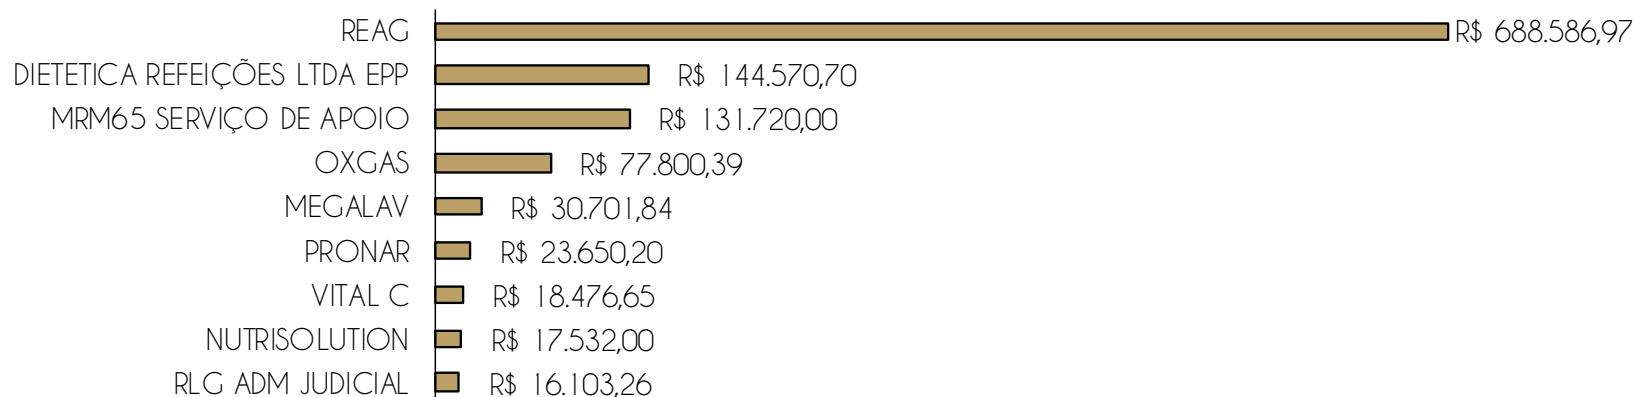 REAG R$ 688.586,97
DIETETICA REFEIÇÕES LTDA EPP R$ 144.570,70
MRM65 SERVIÇO DE APOIO R$ 131.720,00
OXGAS R$ 77.800,39
MEGALAV R$ 30.701,84
PRONAR R$ 23.650,20
VITAL C R$ 18.476,65
NUTRISOLUTION R$ 17.532,00
RLG ADM JUDICIAL R$ 16.103,26